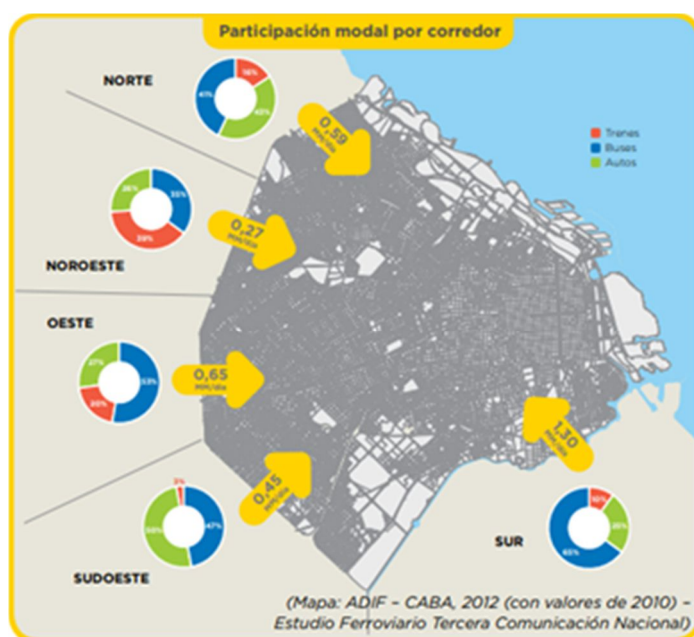 Participación modal por corredor
NORTE
16%
41%
43%
0,59
MM/día
Trenes
Buses
Autos
26%
35%
39%
NOROESTE
0,27
MM/día
OESTE
27%
53%
20%
0,65
MM/día
0,45
MM/día
47%
50%
SUDOESTE
1,30
MM/día
10%
25%
65%
SUR
(Mapa: ADIF – CABA, 2012 (con valores de 2010) –
Estudio Ferroviario Tercera Comunicación Nacional)